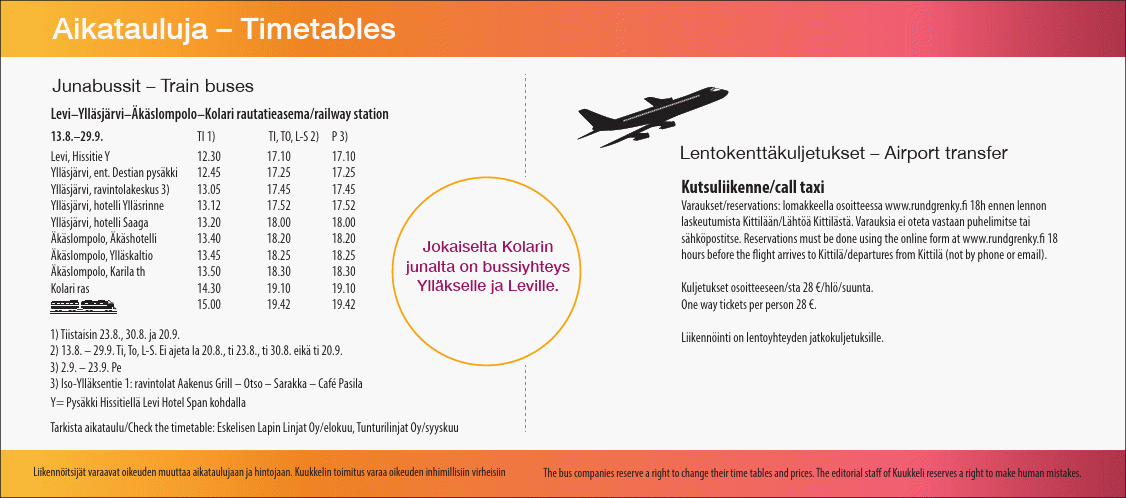 Aikatauluja – Timetables
Junabussit – Train buses
Levi–Ylläsjärvi–Äkäslompolo–Kolari rautatieasema/railway station
13.8.–29.9. TI 1) TI, TO, L-S 2) P 3)
Levi, Hissitie Y 12.30 17.10 17.10
Ylläsjärvi, ent. Destian pysäkki 12.45 17.25 17.25
Ylläsjärvi, ravintolakeskus 3) 13.05 17.45 17.45
Ylläsjärvi, hotelli Ylläsrinne 13.12 17.52 17.52
Ylläsjärvi, hotelli Saaga 13.20 18.00 18.00
Äkäslompolo, Äkäshotelli 13.40 18.20 18.20
Äkäslompolo, Ylläskaltio 13.45 18.25 18.25
Äkäslompolo, Karila th 13.50 18.30 18.30
Kolari ras 14.30 19.10 19.10
15.00 19.42 19.42
1) Tiistaisin 23.8., 30.8. ja 20.9.
2) 13.8. – 29.9. Ti, To, L-S. Ei ajeta la 20.8., ti 23.8., ti 30.8. eikä ti 20.9.
3) 2.9. – 23.9. Pe
3) Iso-Ylläksentie 1: ravintolat Aakenus Grill – Otso – Sarakka – Café Pasila
Y= Pysäkki Hissitiellä Levi Hotel Span kohdalla
Tarkista aikataulu/Check the timetable: Eskelisen Lapin Linjat Oy/elokuu, Tunturilinjat Oy/syyskuu
Jokaiselta Kolarin
junalta on bussiyhteys
Ylläkselle ja Leville.
Lentokenttäkuljetukset – Airport transfer
Kutsuliikenne/call taxi
Varaukset/reservations: lomakkeella osoitteessa www.rundgrenky.fi 18h ennen lennon
laskeutumista Kittilään/Lähtöä Kittilästä. Varauksia ei oteta vastaan puhelimitse tai
sähköpostitse. Reservations must be done using the online form at www.rundgrenky.fi 18
hours before the flight arrives to Kittilä/departures from Kittilä (not by phone or email).
Kuljetukset osoitteeseen/sta 28 €/hlö/suunta.
One way tickets per person 28 €.
Liikennöinti on lentoyhteyden jatkokuljetuksille.
Liikennöitsijät varaavat oikeuden muuttaa aikataulujaan ja hintojaan. Kuukkelin toimitus varaa oikeuden inhimillisiin virheisiin
The bus companies reserve a right to change their time tables and prices. The editorial staff of Kuukkeli reserves a right to make human mistakes.